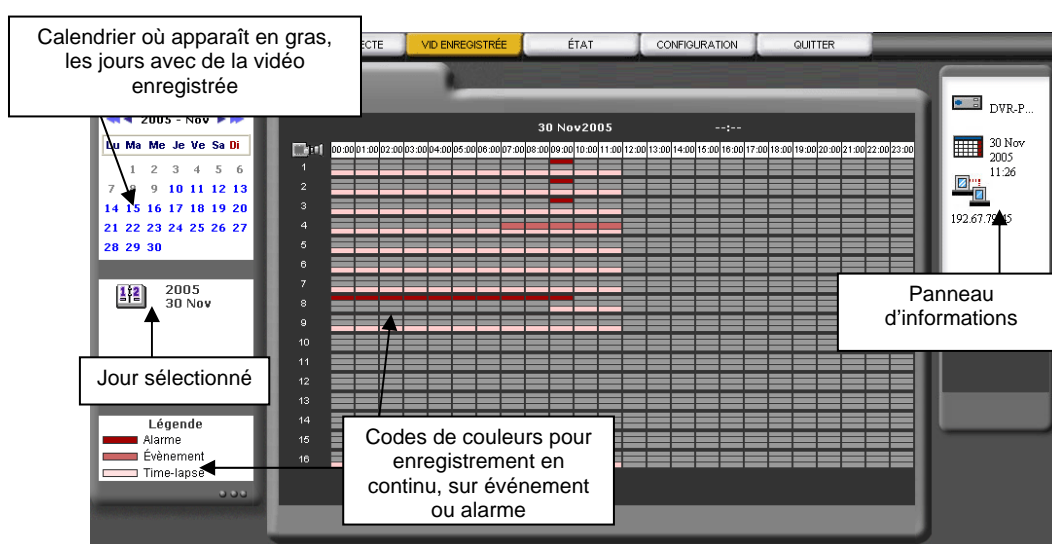 Calendrier où apparaît en gras,
les jours avec de la vidéo
enregistrée
ECTE
VID ENREGISTRÉE
ÉTAT
CONFIGURATION
QUITTER
2005 - Nov
Lu Ma Me Je Ve Sa Di
1 2 3 4 5 6
7 8 9 10 11 12 13
14 15 16 17 18 19 20
21 22 23 24 25 26 27
28 29 30
2005
30 Nov
Jour sélectionné
Légende
Alarme
Évènement
Time-lapse
30 Nov2005 --:--
00:00 01:00 02:00 03:00 04:00 05:00 06:00 07:00 08:00 09:00 10:00 11:00 12:00 13:00 14:00 15:00 16:00 17:00 18:00 19:00 20:00 21:00 22:00 23:00
1
2
3
4
5
6
7
8
9
10
11
12
13
14
15
16
Codes de couleurs pour
enregistrement en
continu, sur événement
ou alarme
DVR-P...
30 Nov
2005
11:26
Panneau
d'informations